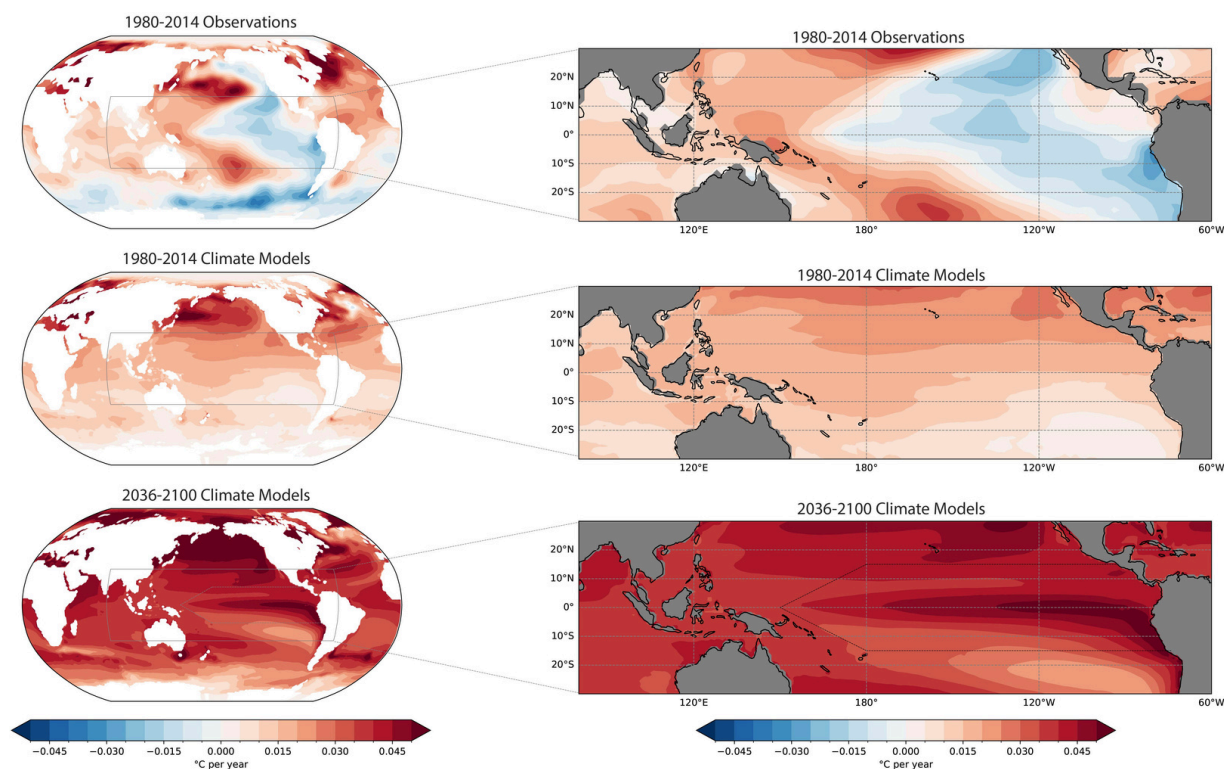 1980-2014 Observations
1980-2014 Observations
20°N
10°N
0°
10°S
20°S
120°E
180°
120°W
60°W
1980-2014 Climate Models
1980-2014 Climate Models
20°N
10°N
0°
10°S
20°S
120°E
180°
120°W
60°W
2036-2100 Climate Models
2036-2100 Climate Models
20°N
10°N
0°
10°S
20°S
120°E
180°
120°W
60°W
−0.045 −0.030 −0.015 0.000 0.015 0.030 0.045
°C per year
−0.045 −0.030 −0.015 0.000 0.015 0.030 0.045
°C per year